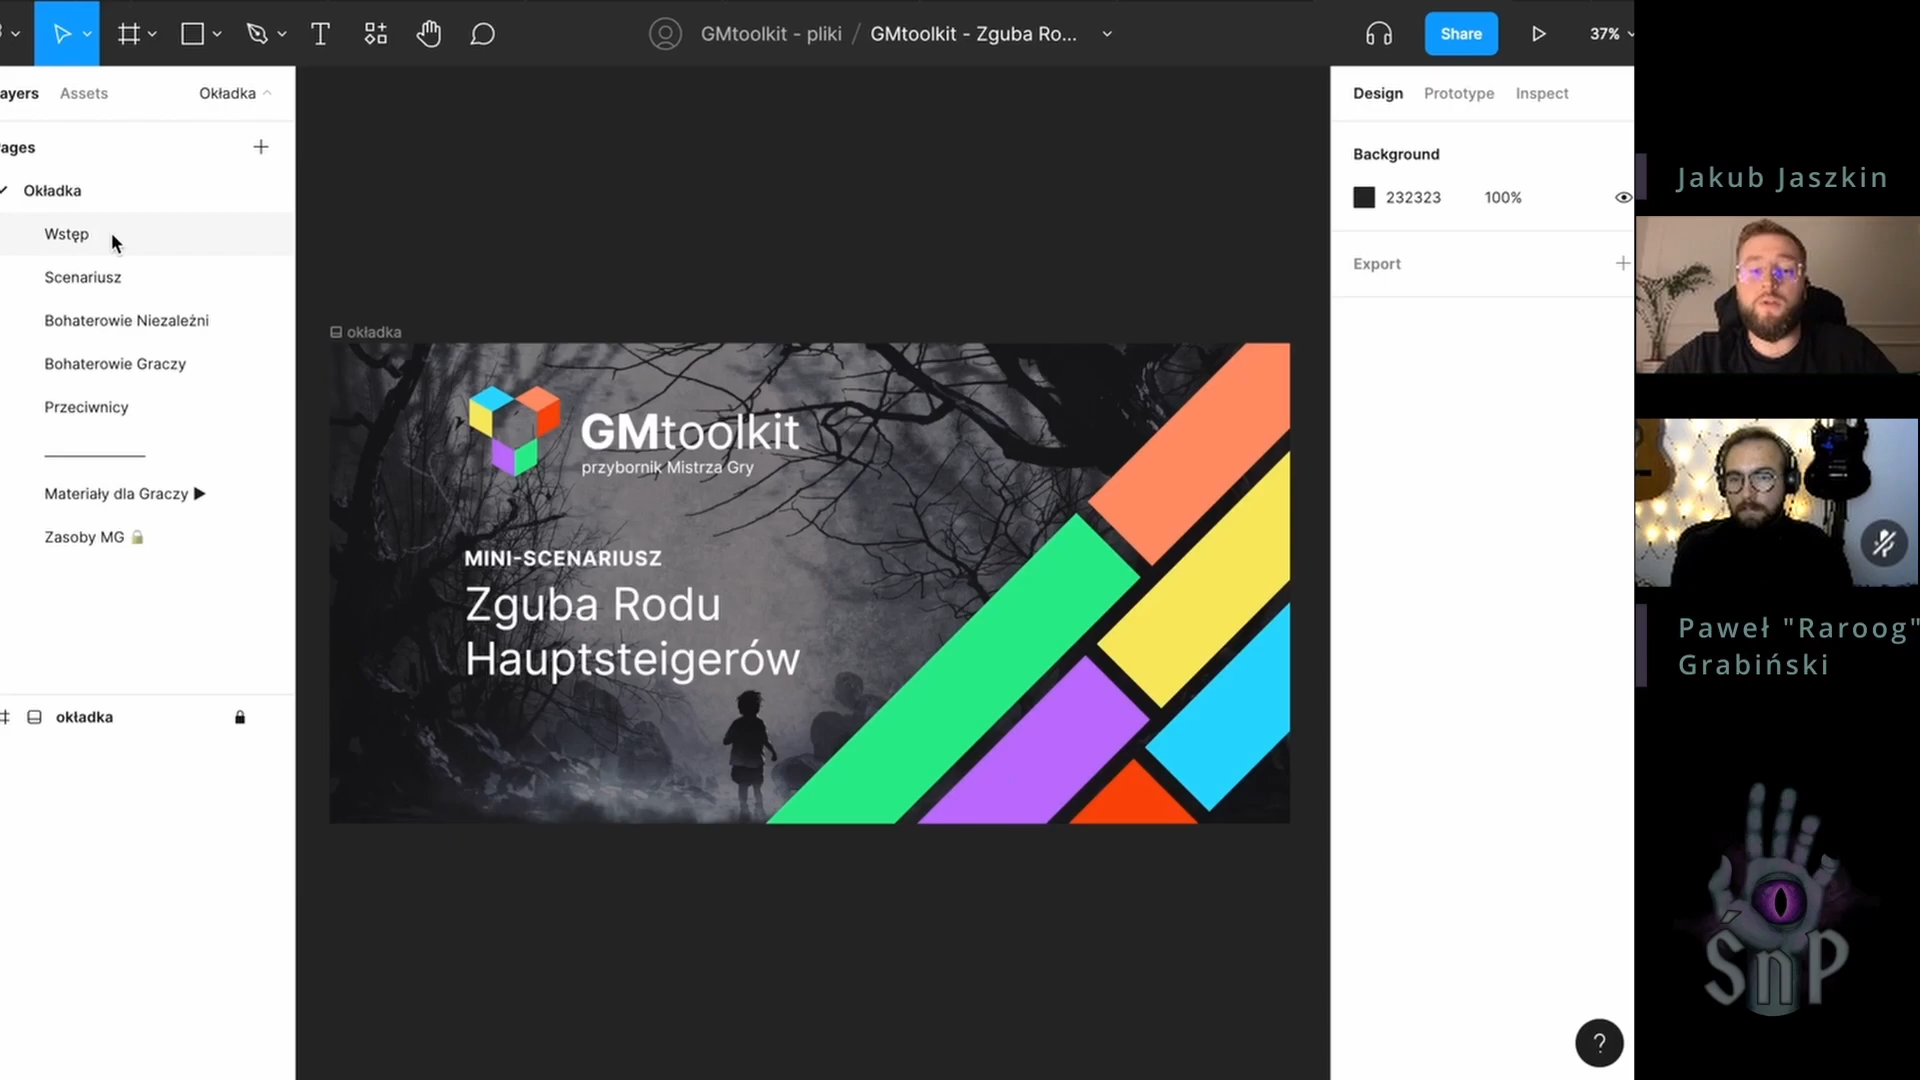 GMtoolkit - pliki / GMtoolkit - Zguba Ro...
Share
37%
ayers
Assets
Okładka
ages
Okładka
Wstęp
Scenariusz
Bohaterowie Niezależni
Bohaterowie Graczy
Przeciwnicy
Materiały dla Graczy
Zasoby MG
okładka
okładka
GMtoolkit
przybornik Mistrza Gry
MINI-SCENARIUSZ
Zguba Rodu
Hauptsteigerów
Design
Prototype
Inspect
Background
232323
100%
Export
?
Jakub Jaszkin
Paweł "Raroog"
Grabiński
ŚnP